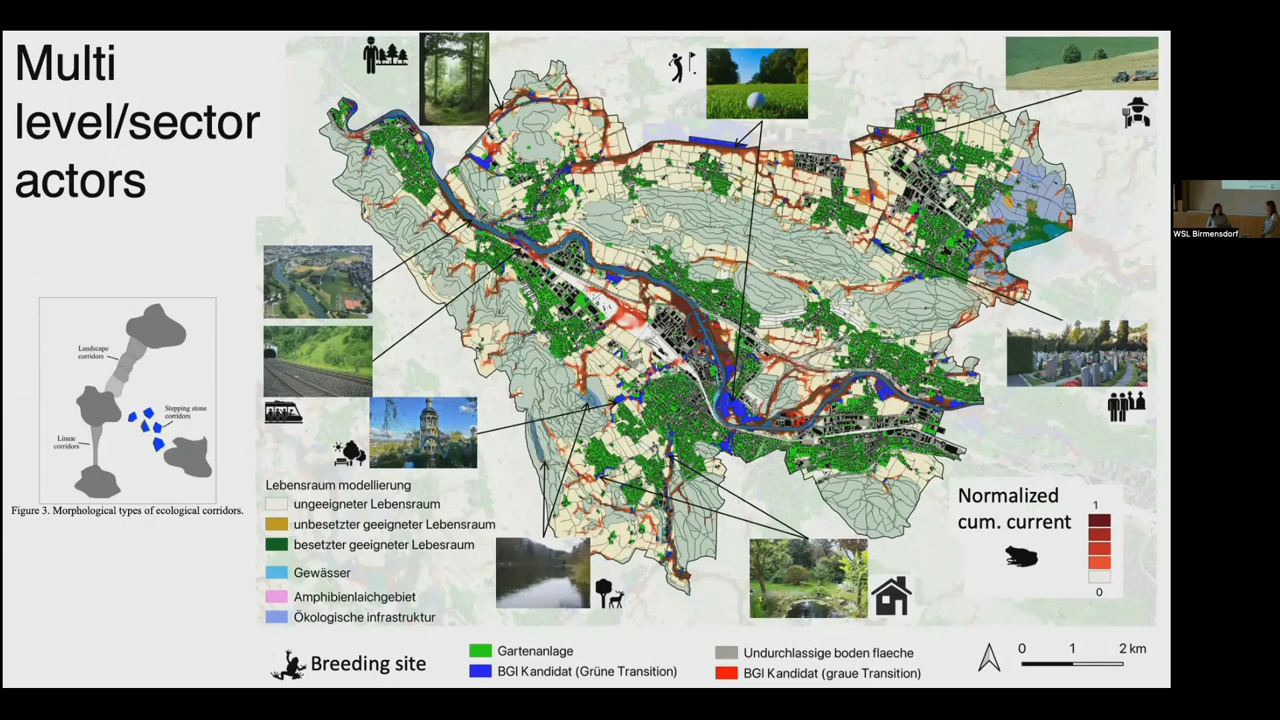 Multi
level/sector
actors
Landscape
corridors
Stepping stone
corridors
Linear
corridors
Figure 3. Morphological types of ecological corridors.
Lebensraum modellierung
ungeeigneter Lebensraum
unbesetzter geeigneter Lebensraum
besetzter geeigneter Lebesraum
Gewässer
Amphibienlaichgebiet
Ökologische infrastruktur
Breeding site
Gartenanlage
BGI Kandidat (Grüne Transition)
Undurchlassige boden flaeche
BGI Kandidat (graue Transition)
Normalized
cum. current
1
0
0 1 2 km
WSL Birmensdorf